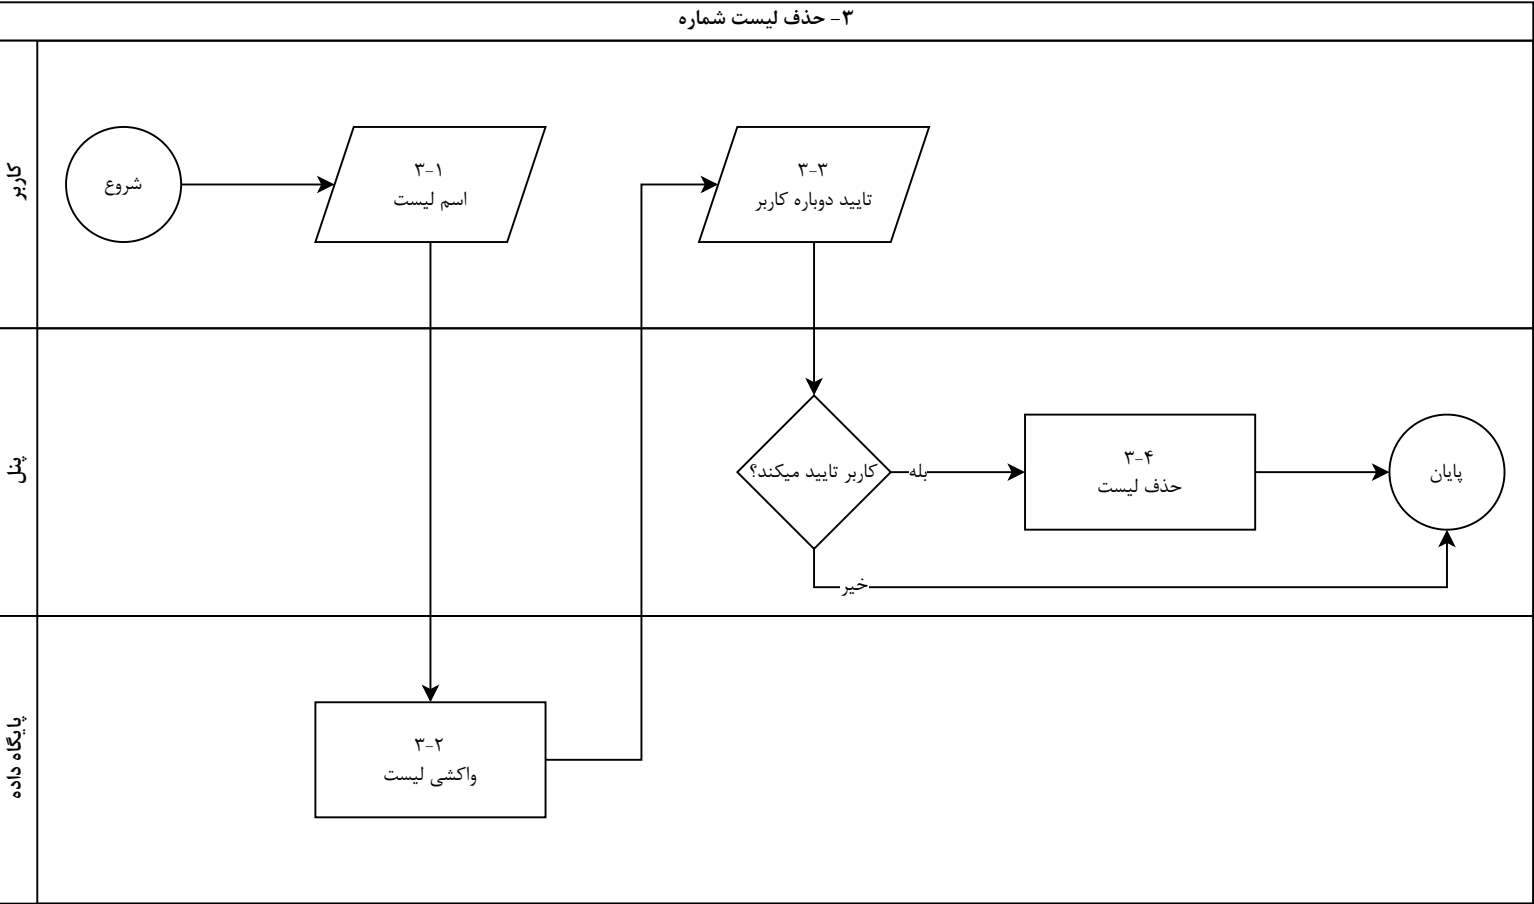 ۳- حذف لیست شماره
کاربر
شروع
۳-۱
اسم لیست
۳-۳
تایید دوباره کاربر
پنل
کاربر تایید میکند؟
بله
۳-۴
حذف لیست
پایان
خیر
پایگاه داده
۳-۲
واکشی لیست